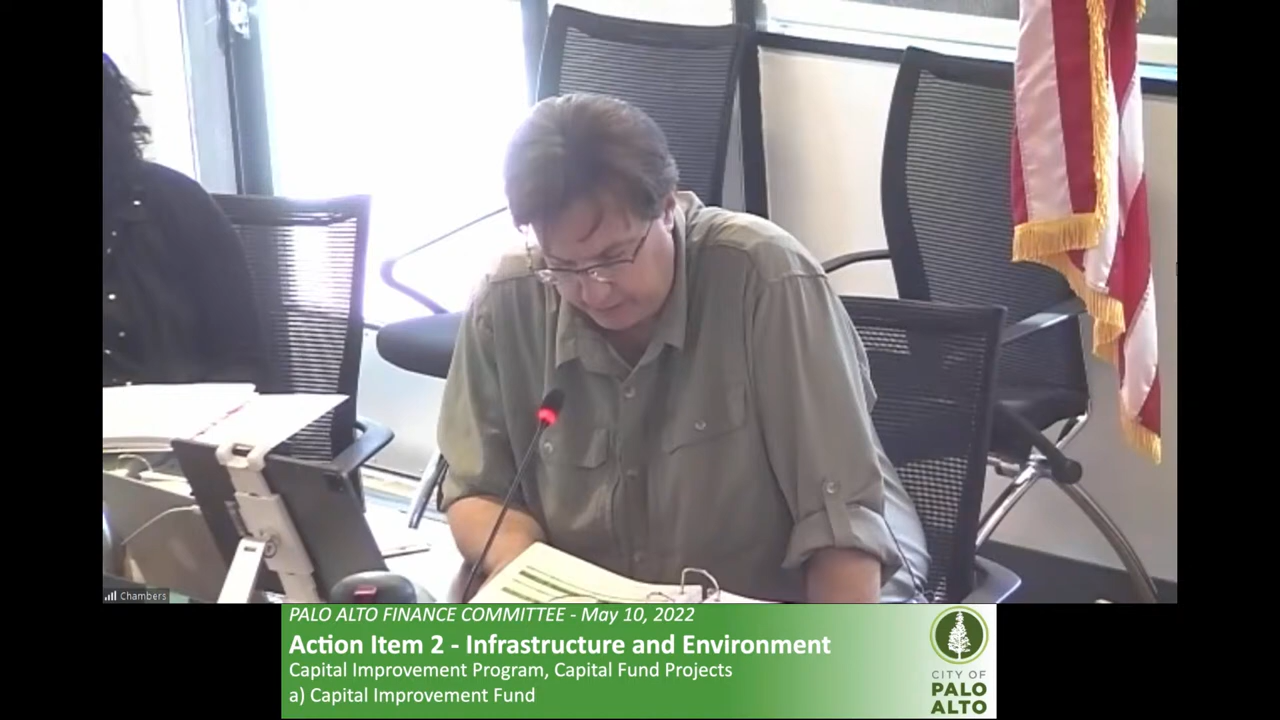 Chambers
PALO ALTO FINANCE COMMITTEE - May 10, 2022
Action Item 2 - Infrastructure and Environment
Capital Improvement Program, Capital Fund Projects
a) Capital Improvement Fund
CITY OF
PALO
ALTO